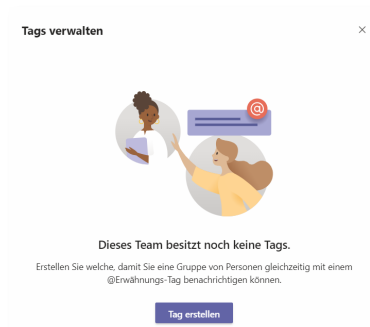 Tags verwalten
@
Dieses Team besitzt noch keine Tags.
Erstellen Sie welche, damit Sie eine Gruppe von Personen gleichzeitig mit einem
@Erwähnungs-Tag benachrichtigen können.
Tag erstellen